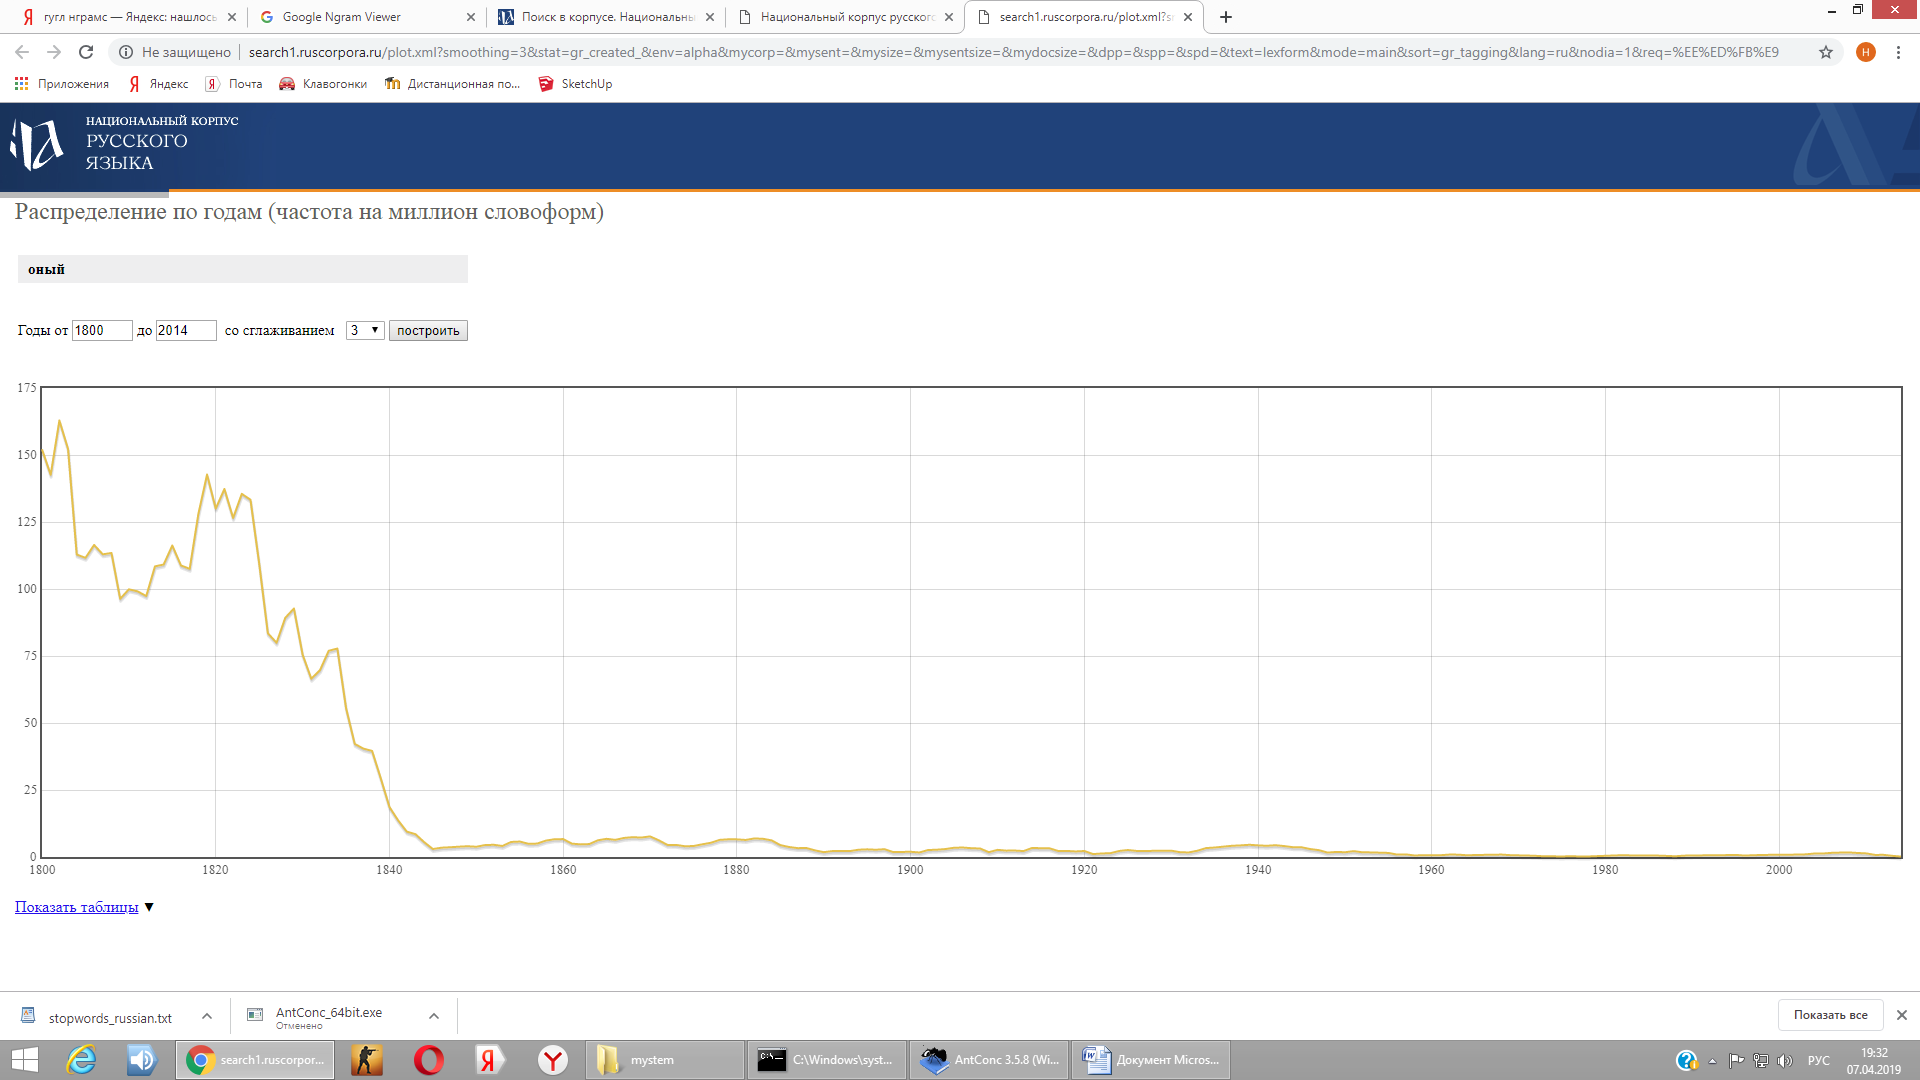 гугл нграмс — Яндекс: нашлось
Google Ngram Viewer
Поиск в корпусе. Национальны
Национальный корпус русског
search1.ruscorpora.ru/plot.xml?s
Не защищено
search1.ruscorpora.ru/plot.xml?smoothing=3&stat=gr_created_&env=alpha&mycorp=&mysent=&mysize=&mysentsize=&mydocsize=&dpp=&spp=&spd=&text=lexform&mode=main&sort=gr_tagging&lang=ru&nodia=1&req=%EE%ED%FB%E9
Н
Приложения
Яндекс
Почта
Клавогонки
Дистанционная по...
SketchUp
НАЦИОНАЛЬНЫЙ КОРПУС
РУССКОГО
ЯЗЫКА
Распределение по годам (частота на миллион словоформ)
оный
Годы от 1800 до 2014 со сглаживанием 3 построить
175
150
125
100
75
50
25
0
1800 1820 1840 1860 1880 1900 1920 1940 1960 1980 2000
Показать таблицы ▼
stopwords_russian.txt
AntConc_64bit.exe
Отменено
Показать все
search1.ruscorpor...
mystem
C:\Windows\syst...
AntConc 3.5.8 (Wi...
Документ Micros...
РУС
19:32
07.04.2019